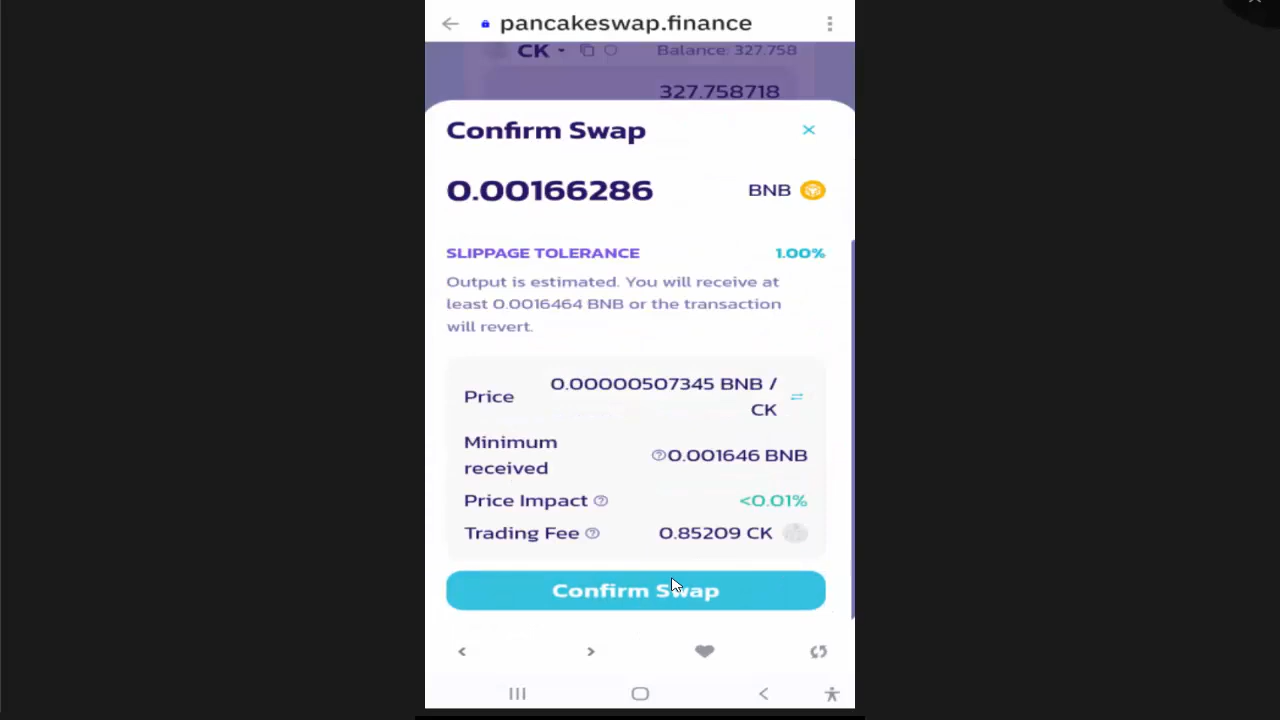 pancakeswap.finance
CK Balance: 327.758
327.758718
Confirm Swap
0.00166286 BNB
SLIPPAGE TOLERANCE 1.00%
Output is estimated. You will receive at
least 0.0016464 BNB or the transaction
will revert.
Price 0.00000507345 BNB /
CK
Minimum
received 0.001646 BNB
Price Impact <0.01%
Trading Fee 0.85209 CK
Confirm Swap